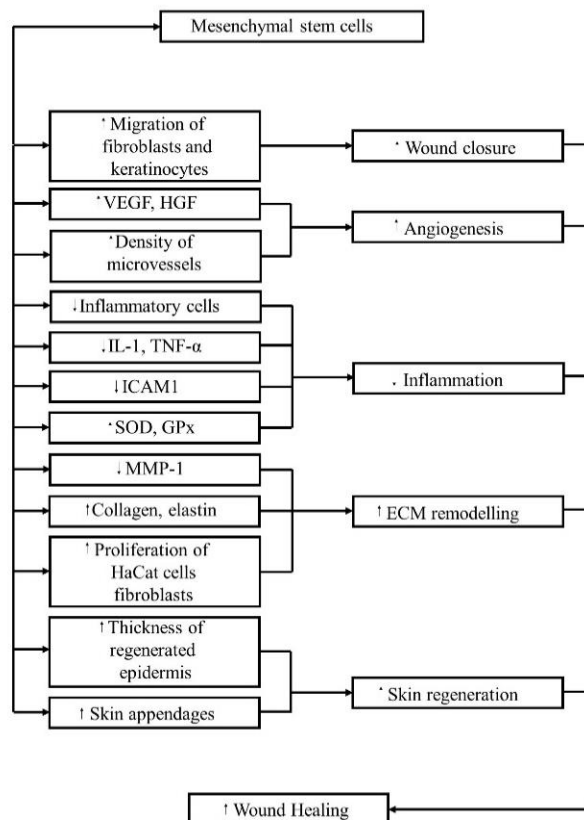 Mesenchymal stem cells
↑Migration of
fibroblasts and
keratinocytes
↑Wound closure
↑VEGF, HGF
↑Density of
microvessels
↑Angiogenesis
↓Inflammatory cells
↓IL-1, TNF-α
↓ICAM1
↑SOD, GPx
↓Inflammation
↓MMP-1
↑Collagen, elastin
↑Proliferation of
HaCat cells
fibroblasts
↑ECM remodelling
↑Thickness of
regenerated
epidermis
↑Skin appendages
↑Skin regeneration
↑Wound Healing